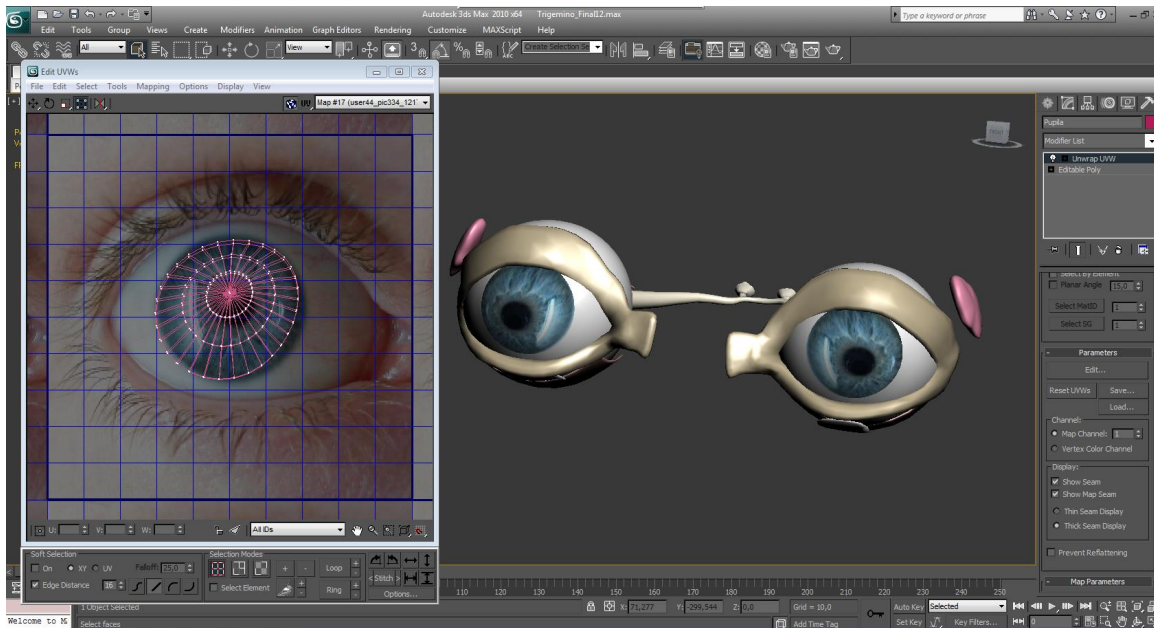 Autodesk 3ds Max 2010 x64 Trigemino_Final12.max
Type a keyword or phrase
Edit Tools Group Views Create Modifiers Animation Graph Editors Rendering Customize MAXScript Help
All View 3 Create Selection Se
Edit UVWs
File Edit Select Tools Mapping Options Display View
UV Map #17 (user44_pic334_121
U: V: W: All IDs
Soft Selection
On XY UV Falloff: 25,0
Edge Distance 16
Selection Modes
+ - Loop
Select Element Ring
Stitch
Options...
Pupila
Modifier List
Unwrap UVW
Editable Poly
Select By Element
Planar Angle 15,0
Select MatID 1
Select SG 1
Parameters
Edit...
Reset UVWs Save...
Load...
Channel:
Map Channel: 1
Vertex Color Channel
Display:
Show Seam
Show Map Seam
Thin Seam Display
Thick Seam Display
Prevent Reflattening
Map Parameters
110 120 130 140 150 160 170 180 190 200 210 220 230 240 250
1 Object Selected X: 71,277 Y: -299,544 Z: 0,0 Grid = 10,0 Auto Key Selected
Welcome to M Select faces Add Time Tag Set Key Key Filters... 0